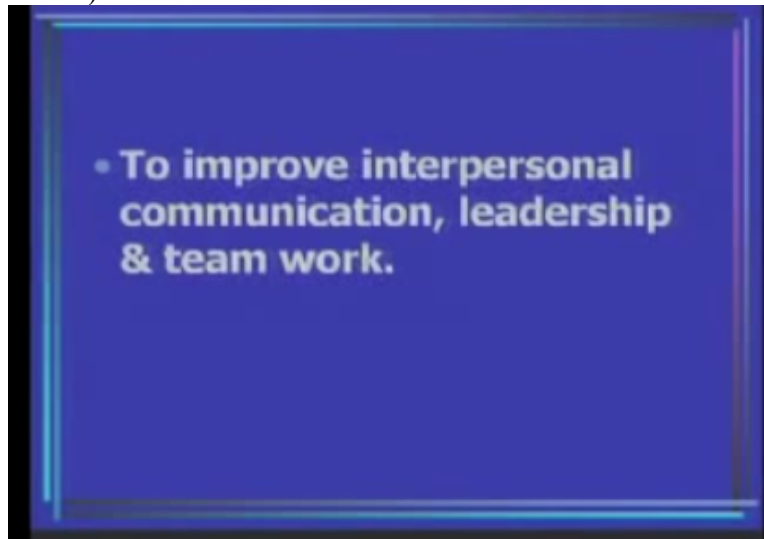 • To improve interpersonal
communication, leadership
& team work.